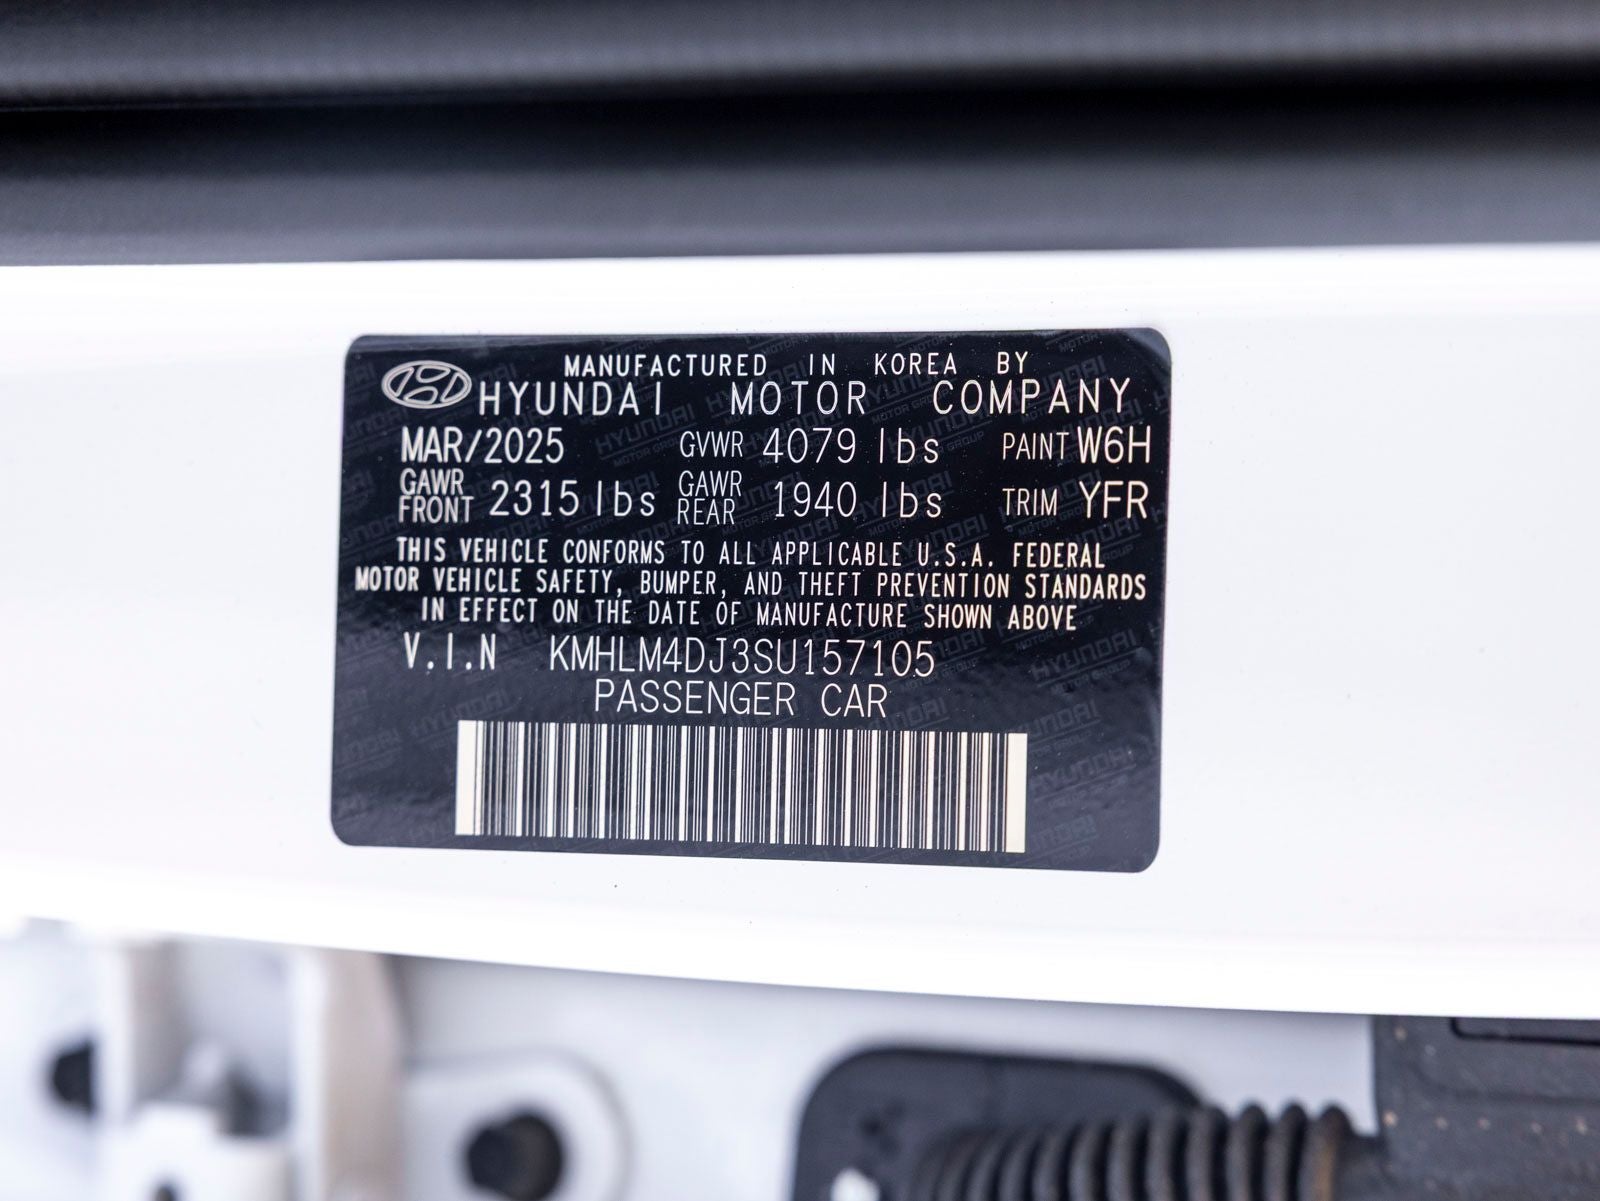 MANUFACTURED IN KOREA BY
HYUNDAI MOTOR COMPANY
MAR/2025 GVWR 4079 lbs PAINT W6H
GAWR FRONT 2315 lbs GAWR REAR 1940 lbs TRIM YFR
THIS VEHICLE CONFORMS TO ALL APPLICABLE U.S.A. FEDERAL
MOTOR VEHICLE SAFETY, BUMPER, AND THEFT PREVENTION STANDARDS
IN EFFECT ON THE DATE OF MANUFACTURE SHOWN ABOVE
V.I.N KMHLM4DJ3SU157105
PASSENGER CAR